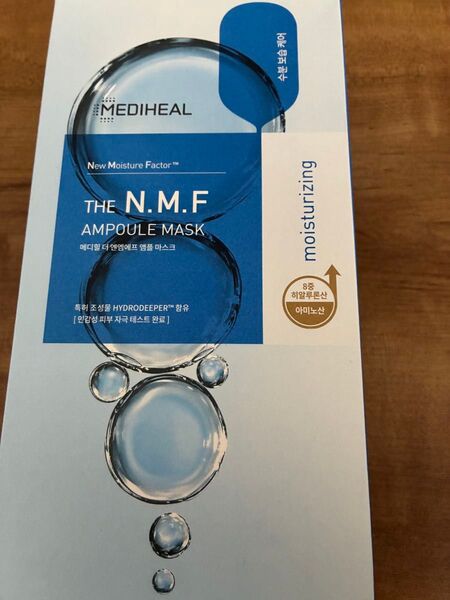 수분 보습 케어
MEDIHEAL
New Moisture Factor™
THE N.M.F
AMPOULE MASK
메디힐 더 엔엠에프 앰플 마스크
특허 조성물 HYDRODEEPER™ 함유
[ 민감성 피부 자극 테스트 완료 ]
moisturizing
8중
히알루론산
아미노산